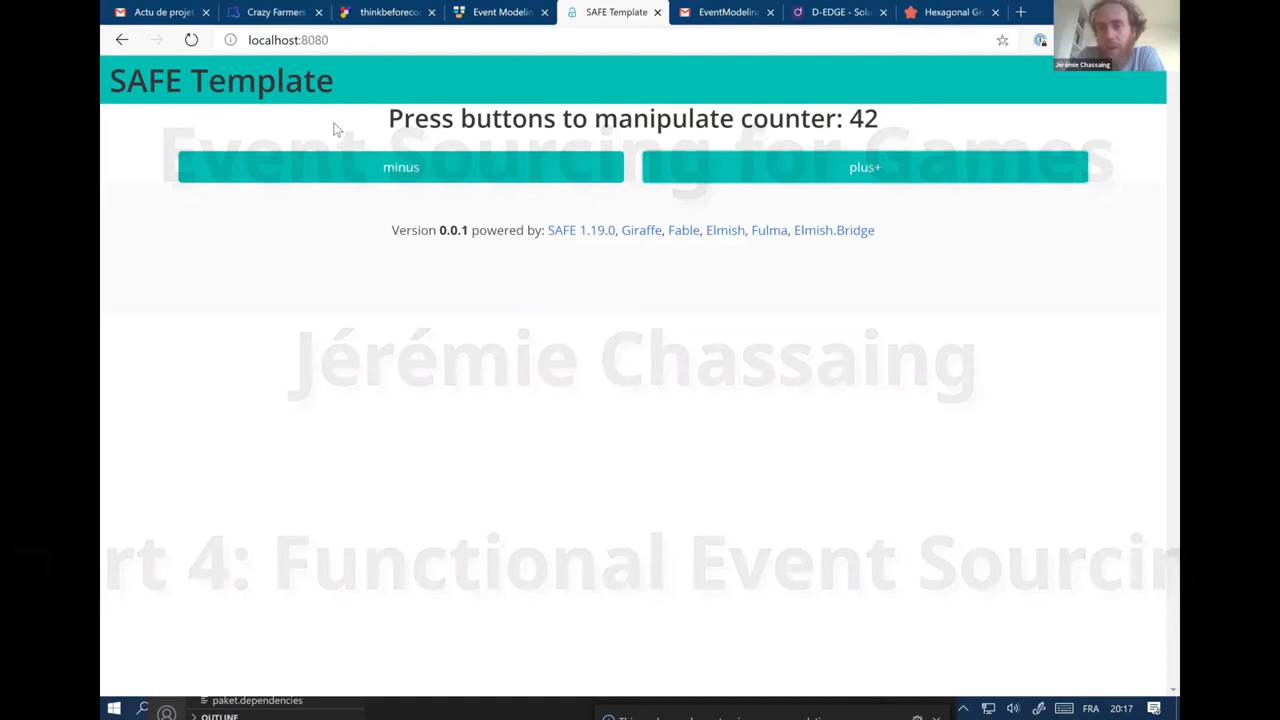 Actu de projet
Crazy Farmers
thinkbeforeco
Event Modelin
SAFE Template
EventModeling
D-EDGE - Solu
Hexagonal Gr
localhost:8080
Jérémie Chassaing
SAFE Template
Press buttons to manipulate counter: 42
Event Sourcing for Games
minus
plus+
Version 0.0.1 powered by: SAFE 1.19.0, Giraffe, Fable, Elmish, Fulma, Elmish.Bridge
Jérémie Chassaing
rt 4: Functional Event Sourcin
paket.dependencies
FRA
20:17
OUTLINE